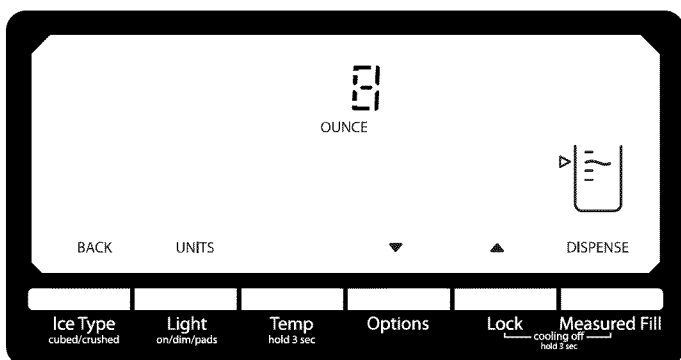 8
OUNCE
BACK UNITS ▼ ▲ DISPENSE
Ice Type Light Temp Options Lock Measured Fill
cubed/crushed on/dim/pads hold 3 sec cooling off
hold 3 sec